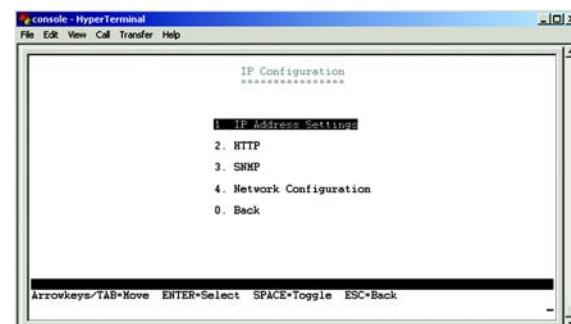 console - HyperTerminal
File Edit View Call Transfer Help
IP Configuration
================
1 IP Address Settings
2. HTTP
3. SNMP
4. Network Configuration
0. Back
Arrowkeys/TAB=Move ENTER=Select SPACE=Toggle ESC=Back